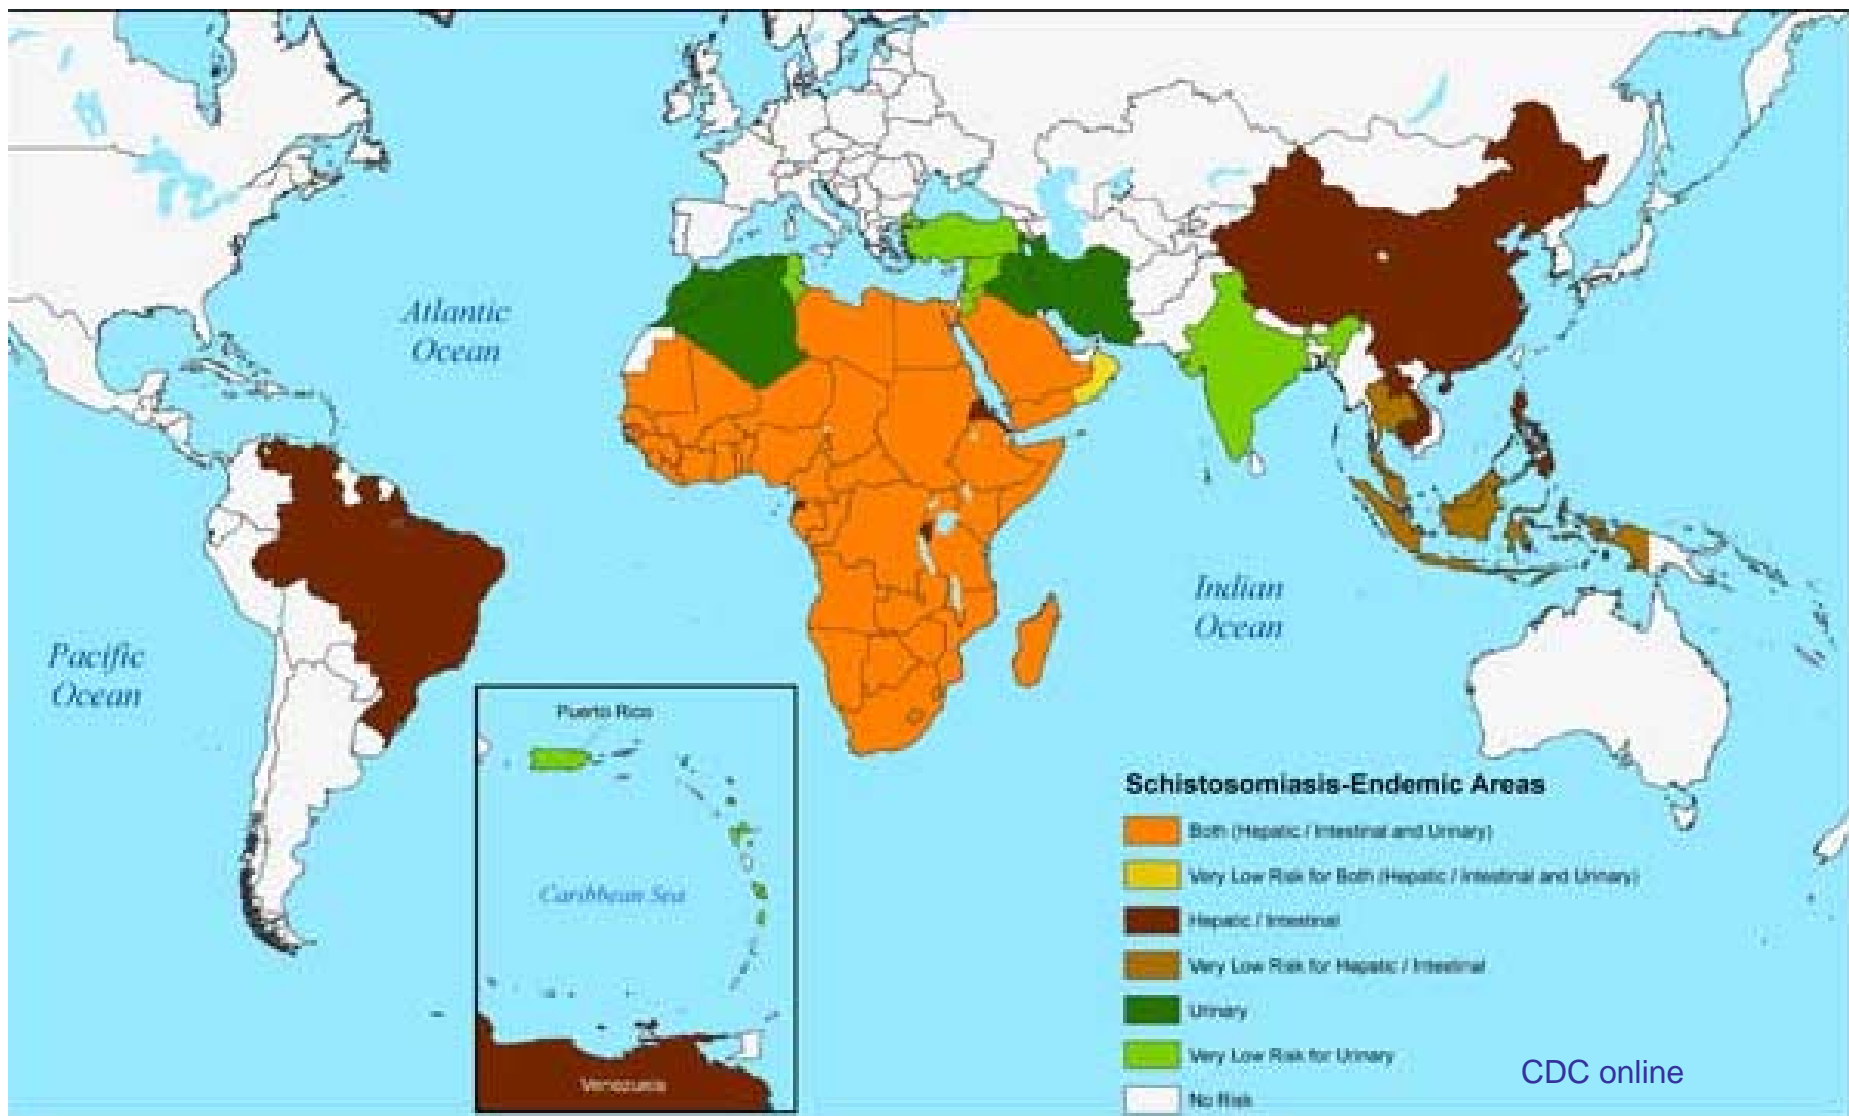 Atlantic
Ocean
Pacific
Ocean
Indian
Ocean
Puerto Rico
Caribbean Sea
Venezuela
Schistosomiasis-Endemic Areas
Both (Hepatic / Intestinal and Urinary)
Very Low Risk for Both (Hepatic / Intestinal and Urinary)
Hepatic / Intestinal
Very Low Risk for Hepatic / Intestinal
Urinary
Very Low Risk for Urinary
No Risk
CDC online